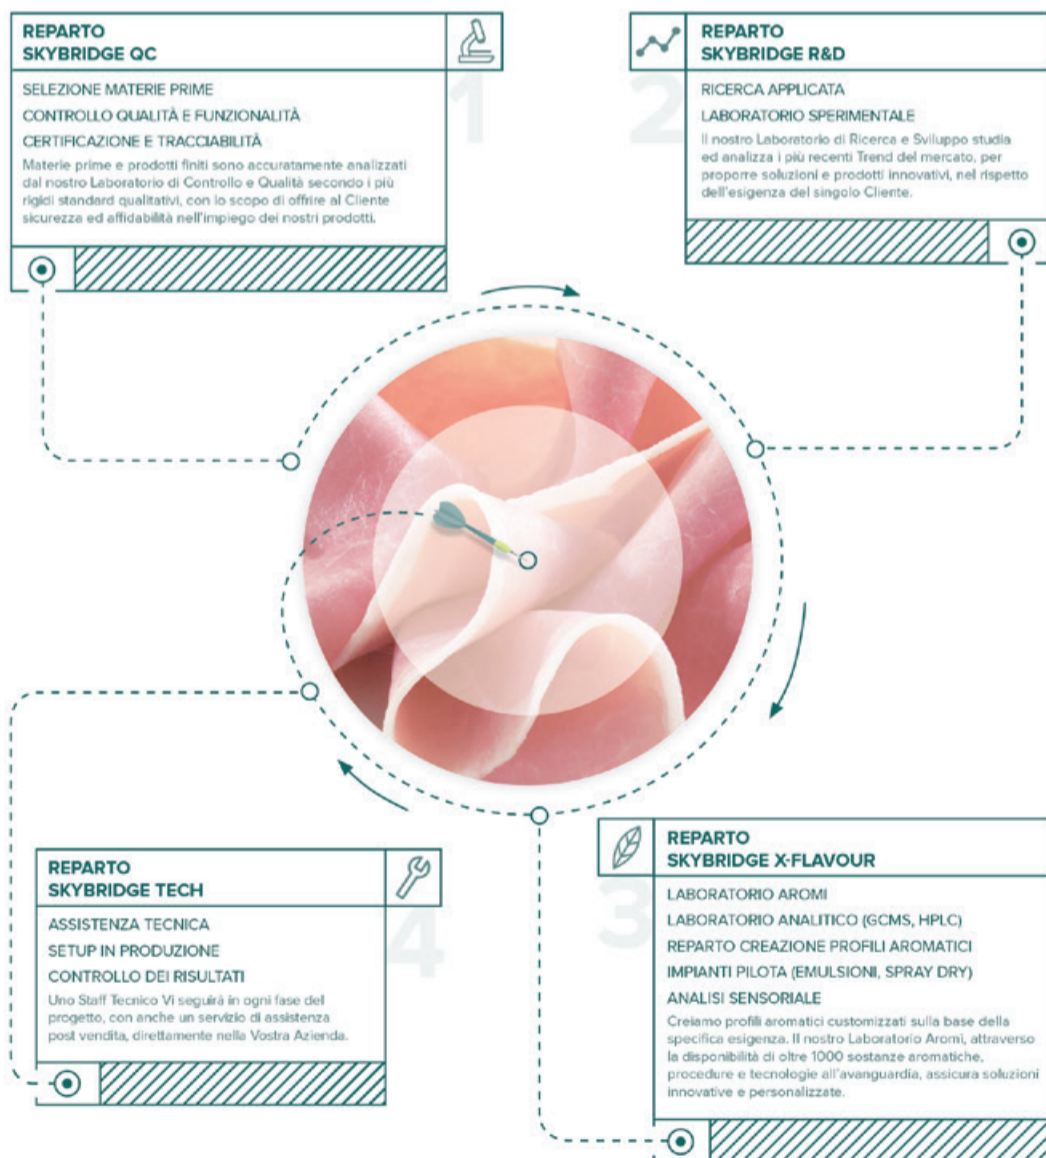 REPARTO
SKYBRIDGE QC
1
SELEZIONE MATERIE PRIME
CONTROLLO QUALITÀ E FUNZIONALITÀ
CERTIFICAZIONE E TRACCIABILITÀ
Materie prime e prodotti finiti sono accuratamente analizzati
dal nostro Laboratorio di Controllo e Qualità secondo i più
rigidi standard qualitativi, con lo scopo di offrire al Cliente
sicurezza ed affidabilità nell'impiego dei nostri prodotti.
REPARTO
SKYBRIDGE R&D
2
RICERCA APPLICATA
LABORATORIO SPERIMENTALE
Il nostro Laboratorio di Ricerca e Sviluppo studia
ed analizza i più recenti Trend del mercato, per
proporre soluzioni e prodotti innovativi, nel rispetto
dell'esigenza del singolo Cliente.
REPARTO
SKYBRIDGE X-FLAVOUR
3
LABORATORIO AROMI
LABORATORIO ANALITICO (GCMS, HPLC)
REPARTO CREAZIONE PROFILI AROMATICI
IMPIANTI PILOTA (EMULSIONI, SPRAY DRY)
ANALISI SENSORIALE
Creiamo profili aromatici customizzati sulla base della
specifica esigenza. Il nostro Laboratorio Aromi, attraverso
la disponibilità di oltre 1000 sostanze aromatiche,
procedure e tecnologie all'avanguardia, assicura soluzioni
innovative e personalizzate.
REPARTO
SKYBRIDGE TECH
4
ASSISTENZA TECNICA
SETUP IN PRODUZIONE
CONTROLLO DEI RISULTATI
Uno Staff Tecnico Vi seguirà in ogni fase del
progetto, con anche un servizio di assistenza
post vendita, direttamente nella Vostra Azienda.